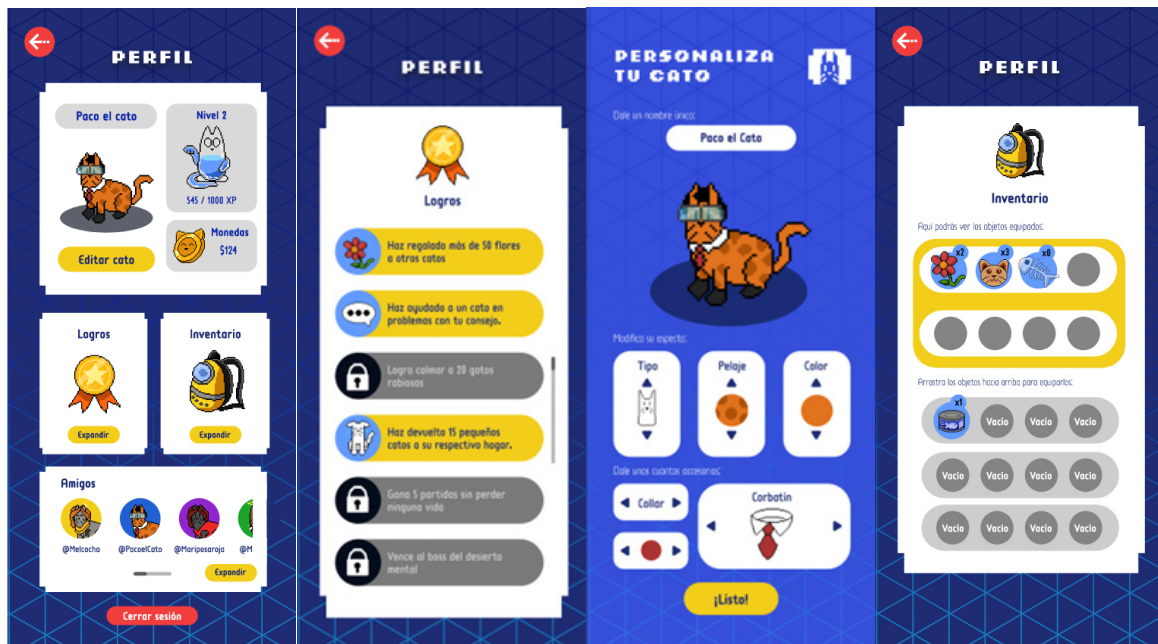 PERFIL
Paco el cato
Nivel 2
545 / 1000 XP
Monedas
$124
Editar cato
Logros
Expandir
Inventario
Expandir
Amigos
@Melcocha
@PacoelCato
@Mariposaroja
@M
Expandir
Cerrar sesión
PERFIL
Logros
Haz regalado más de 50 flores
a otros catos
Haz ayudado a un cato en
problemas con tu consejo.
Logra calmar a 20 gatos
rabiosos
Haz devuelto 15 pequeños
catos a su respectivo hogar.
Gana 5 partidas sin perder
ninguna vida
Vence al boss del desierto
mental
PERSONALIZA
TU CATO
Dale un nombre único:
Paco el Cato
Modifica su aspecto:
Tipo
Pelaje
Color
Dale unos cuantos accesorios:
Collar
Corbatín
¡Listo!
PERFIL
Inventario
Aquí podrás ver los objetos equipados:
x2
x3
x0
Arrastra los objetos hacia arriba para equiparlos:
x1
Vacío
Vacío
Vacío
Vacío
Vacío
Vacío
Vacío
Vacío
Vacío
Vacío
Vacío